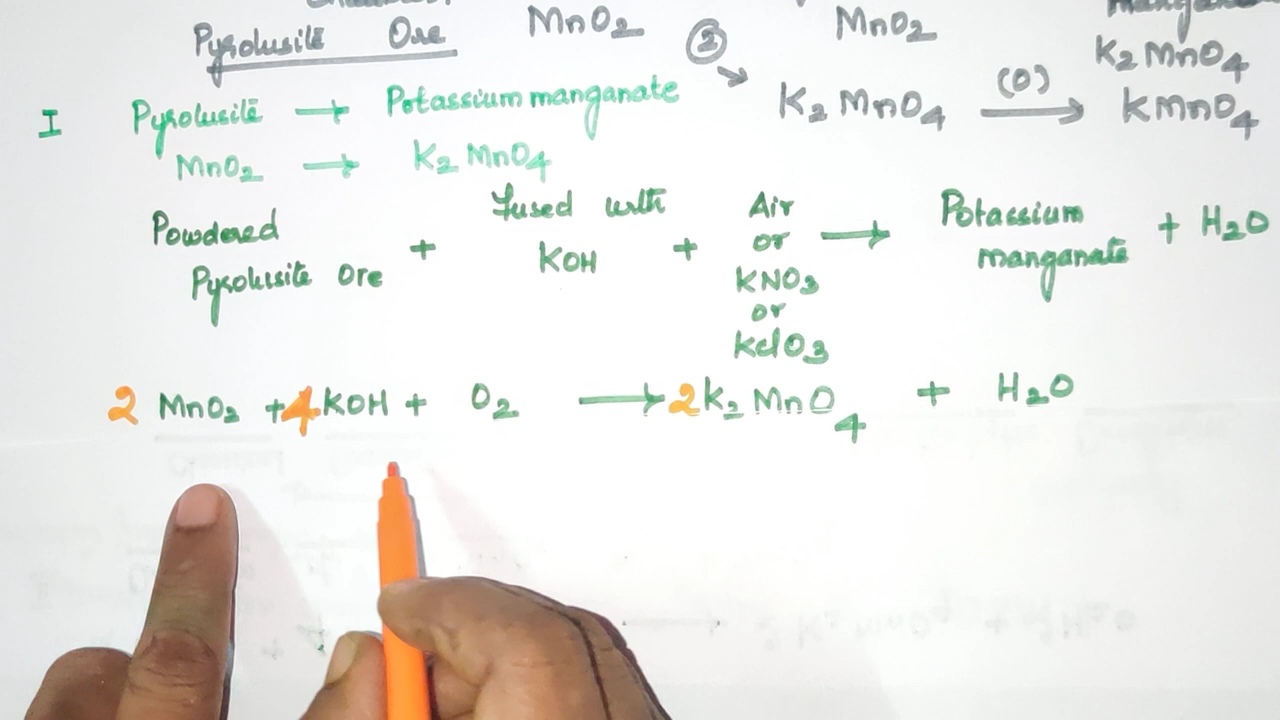 Pyrolusite Ore MnO2 ② MnO2
K2MnO4
→ K2MnO4 (O) → KMnO4
I Pyrolusite → Potassium manganate
MnO2 → K2MnO4
Powdered Pyrolusite Ore + Fused with KOH + Air or KNO3 or KClO3 → Potassium manganate + H2O
2 MnO2 + 4 KOH + O2 → 2 K2MnO4 + H2O